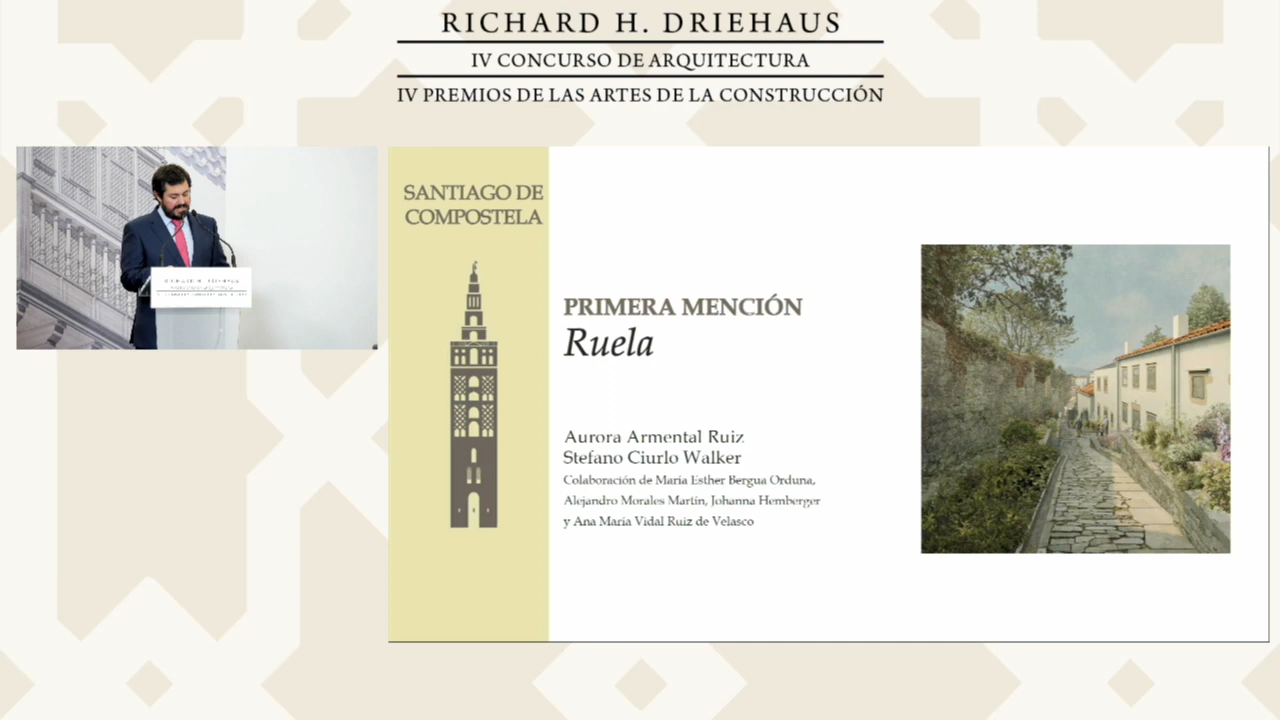 RICHARD H. DRIEHAUS
IV CONCURSO DE ARQUITECTURA
IV PREMIOS DE LAS ARTES DE LA CONSTRUCCIÓN
SANTIAGO DE
COMPOSTELA
PRIMERA MENCIÓN
Ruela
Aurora Armental Ruiz
Stefano Ciurlo Walker
Colaboración de María Esther Bergua Orduna,
Alejandro Morales Martín, Johanna Hemberger
y Ana María Vidal Ruiz de Velasco
RICHARD H. DRIEHAUS